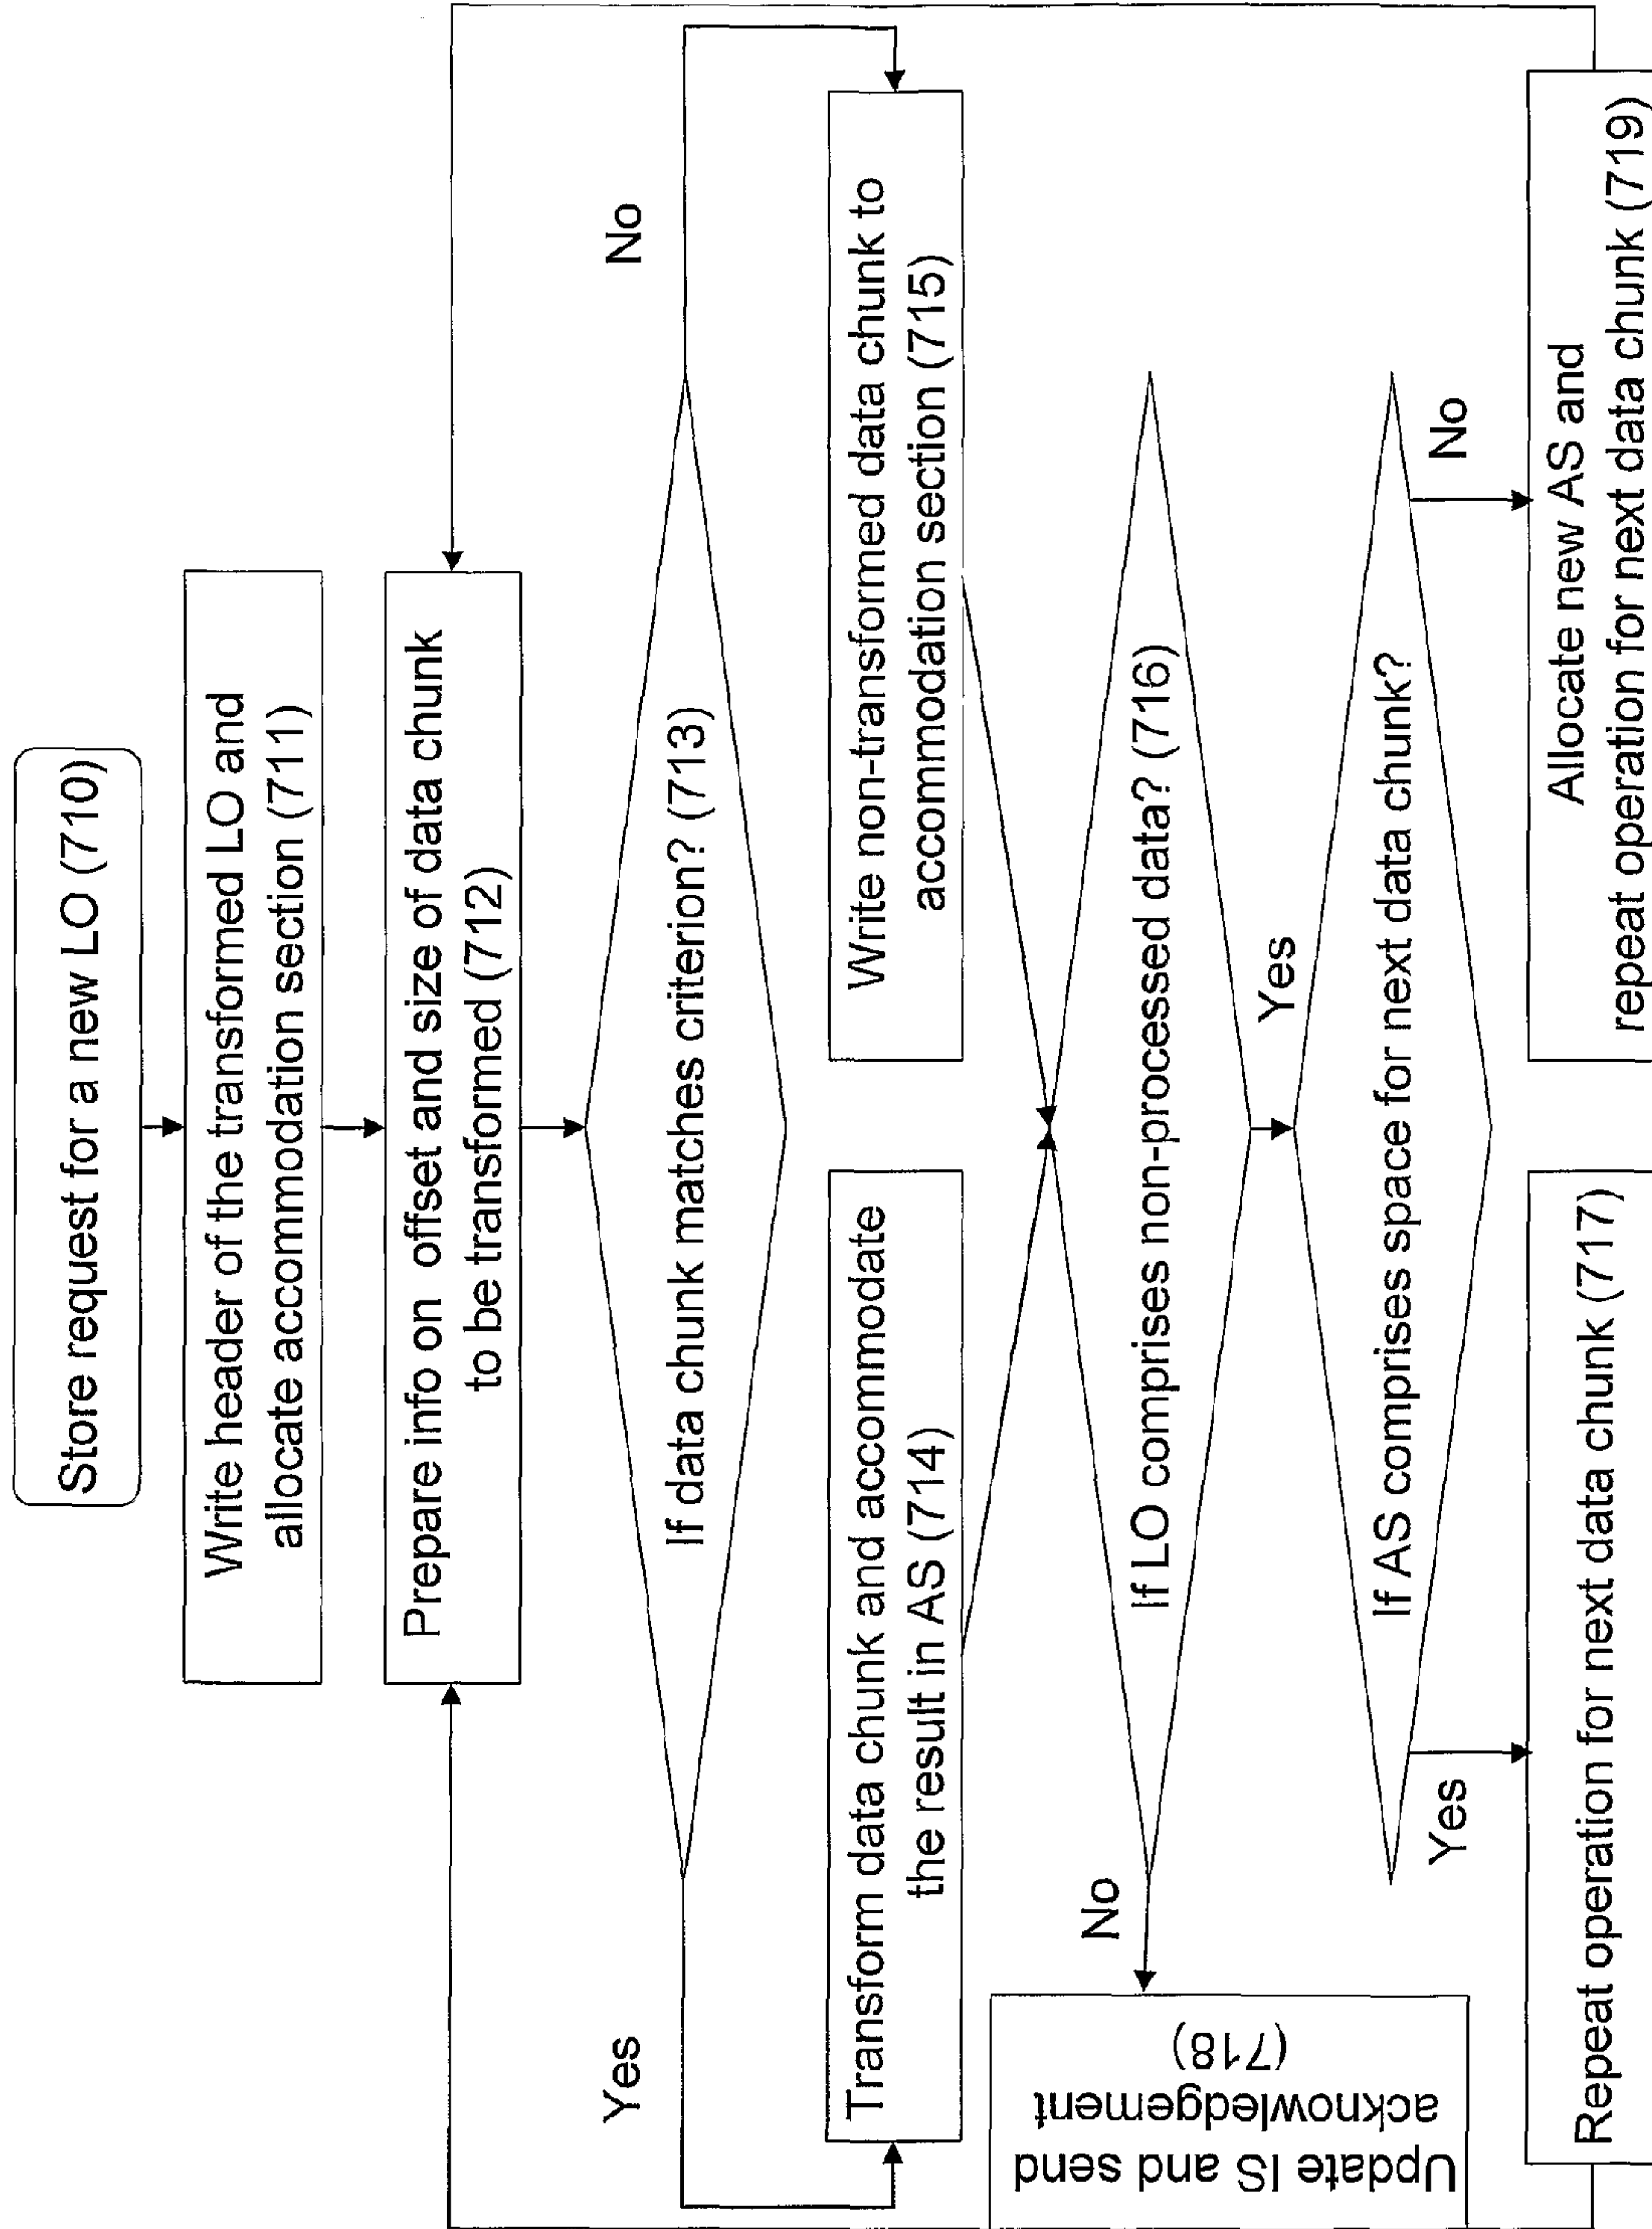 Store request for a new LO (710)
Write header of the transformed LO and
allocate accommodation section (711)
Prepare info on offset and size of data chunk
to be transformed (712)
Yes
If data chunk matches criterion? (713)
No
Transform data chunk and accommodate
the result in AS (714)
Write non-transformed data chunk to
accommodation section (715)
No
If LO comprises non-processed data? (716)
Update IS and send
acknowledgement
(718)
Yes
If AS comprises space for next data chunk?
Yes
No
Repeat operation for next data chunk (717)
Allocate new AS and
repeat operation for next data chunk (719)